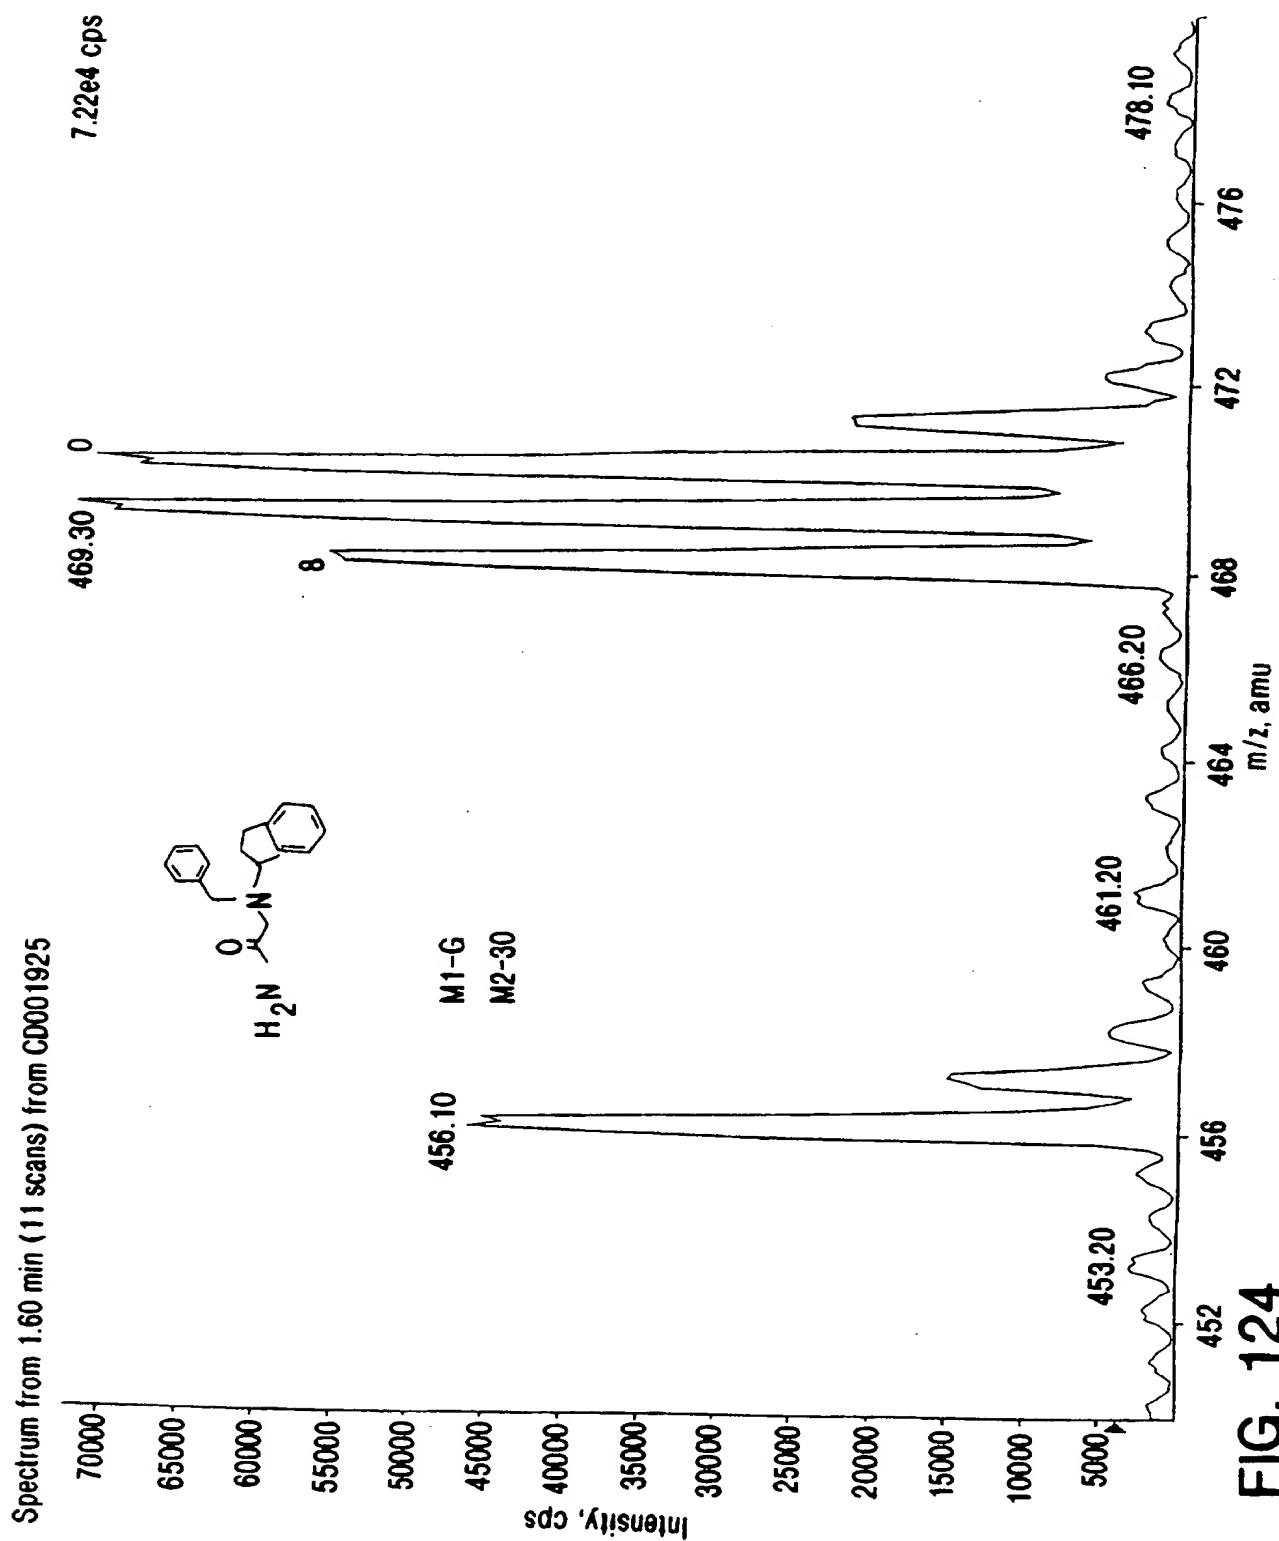 Spectrum from 1.60 min (11 scans) from CD001925
7.22e4 cps
469.30
0
8
O
H2N
N
M1-G
M2-30
456.10
453.20
461.20
466.20
478.10
70000
65000
60000
55000
50000
45000
40000
35000
30000
25000
20000
15000
10000
5000
Intensity, cps
452
456
460
464
468
472
476
m/z, amu
FIG. 124